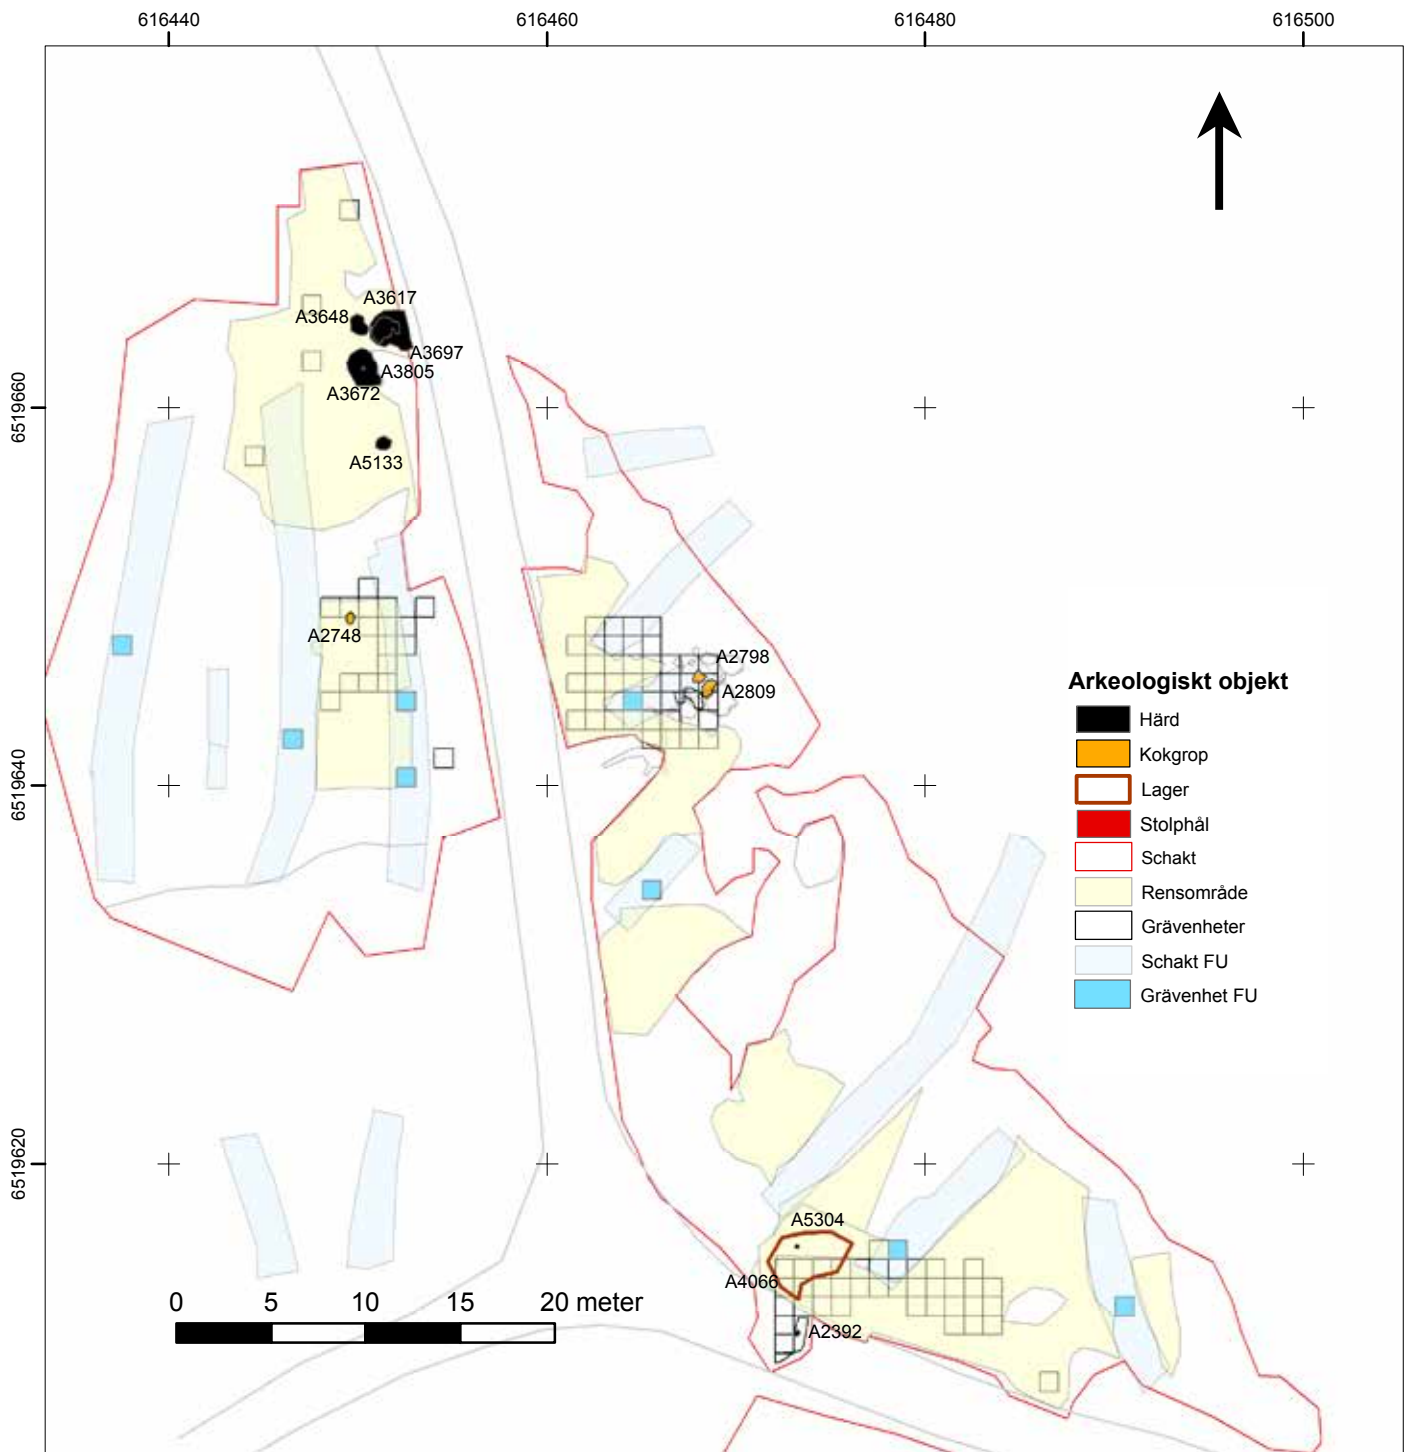 616440
616460
616480
616500
A3617
A3648
A3697
A3805
A3672
6519660
A5133
A2748
A2798
A2809
Arkeologiskt objekt
Härd
Kokgrop
Lager
Stolphål
Schakt
Rensområde
Grävenheter
Schakt FU
Grävenhet FU
6519640
6519620
A5304
A4066
0 5 10 15 20 meter
A2392